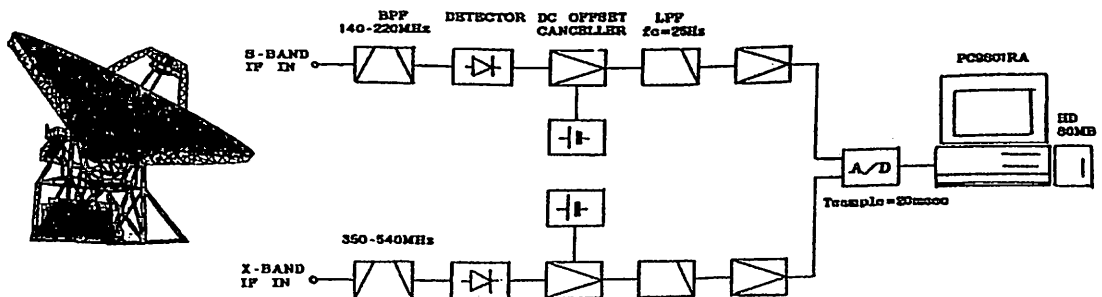 BPF
140-220MHz
DETECTOR
DC OFFSET
CANCELLER
LPF
fc=25Hz
S-BAND
IF IN
PC9801RA
HD
80MB
A/D
Tsample=20msec
350-540MHz
X-BAND
IF IN